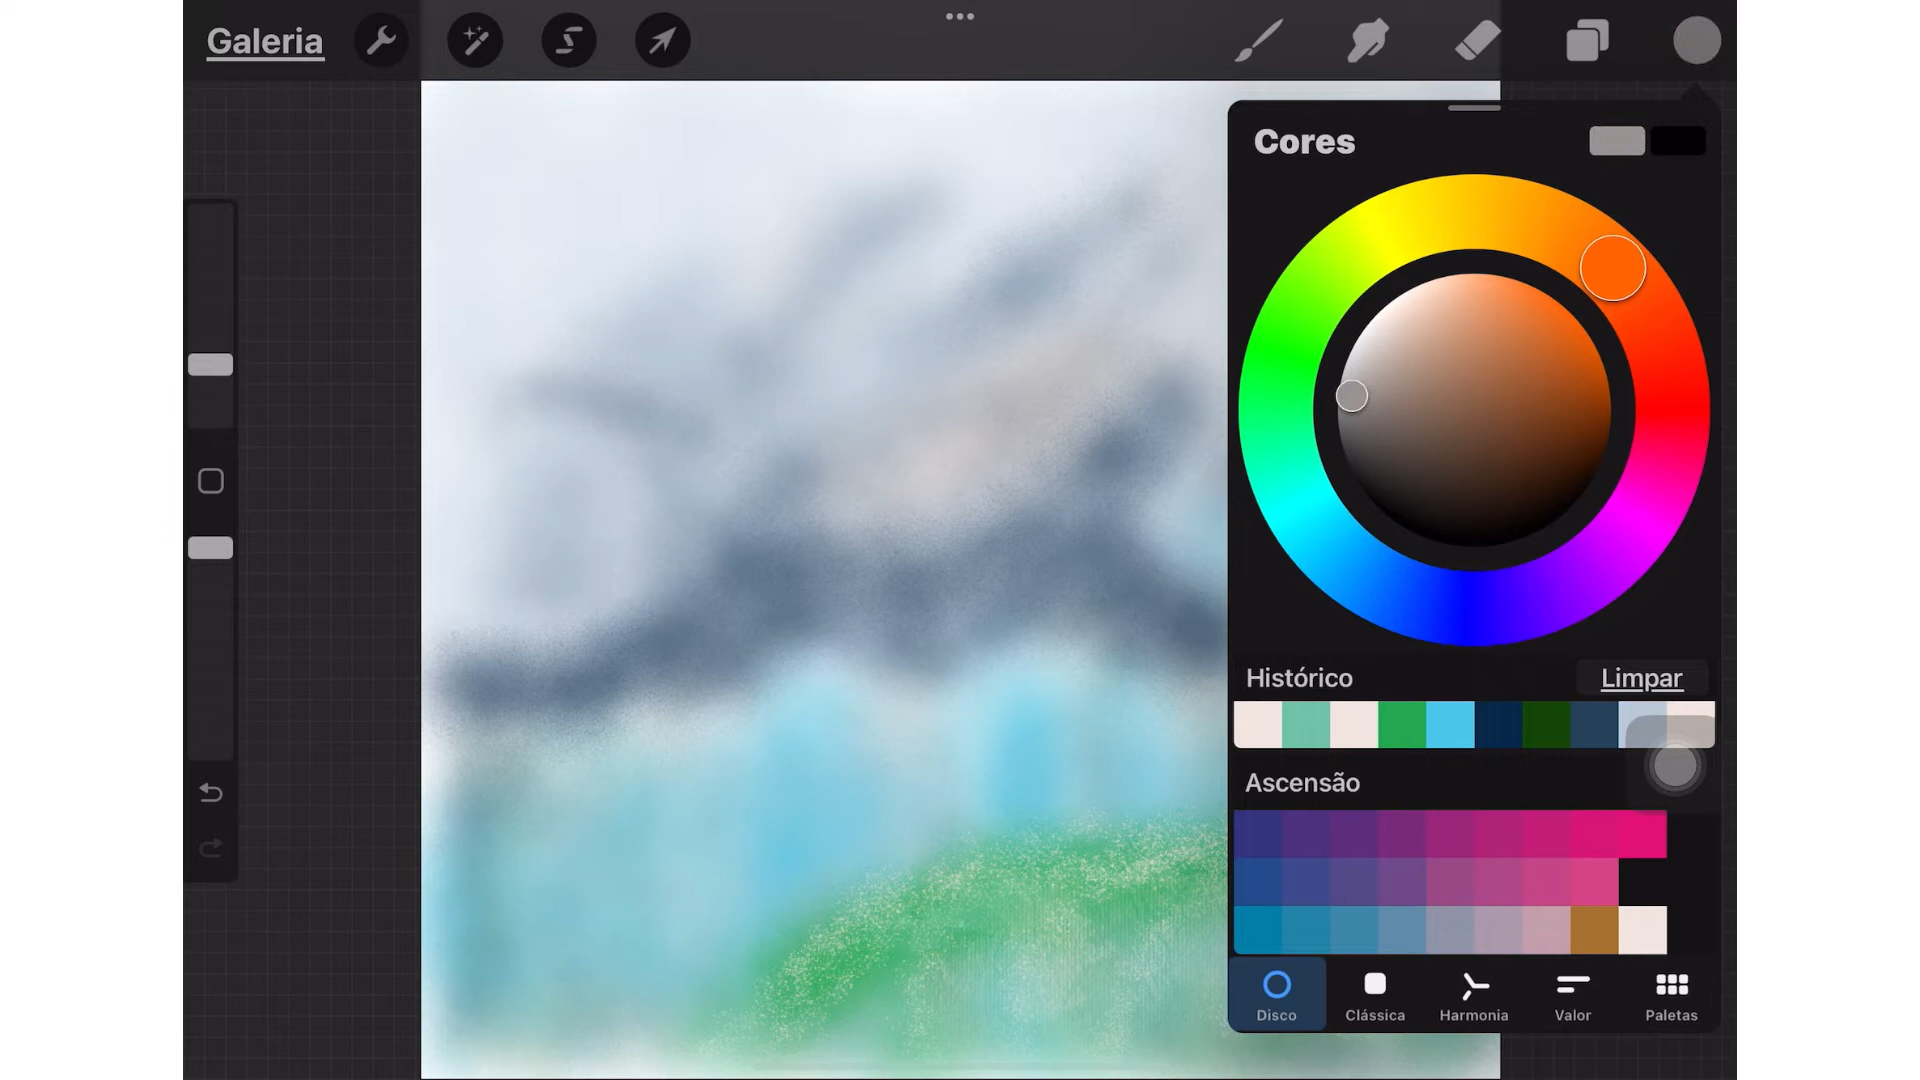 Galeria
Cores
Histórico
Limpar
Ascensão
Disco
Clássica
Harmonia
Valor
Paletas